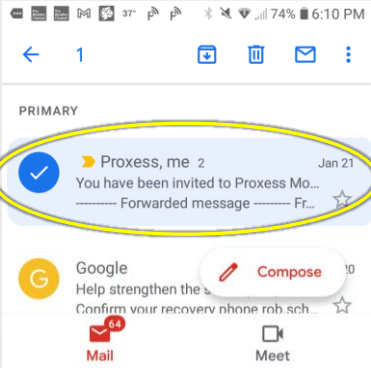 37° 74% 6:10 PM
1
PRIMARY
Proxess, me 2 Jan 21
You have been invited to Proxess Mo...
---------- Forwarded message --------- Fr...
G Google 20
Help strengthen the s
Compose
Confirm your recovery phone rob.sch...
64
Mail Meet